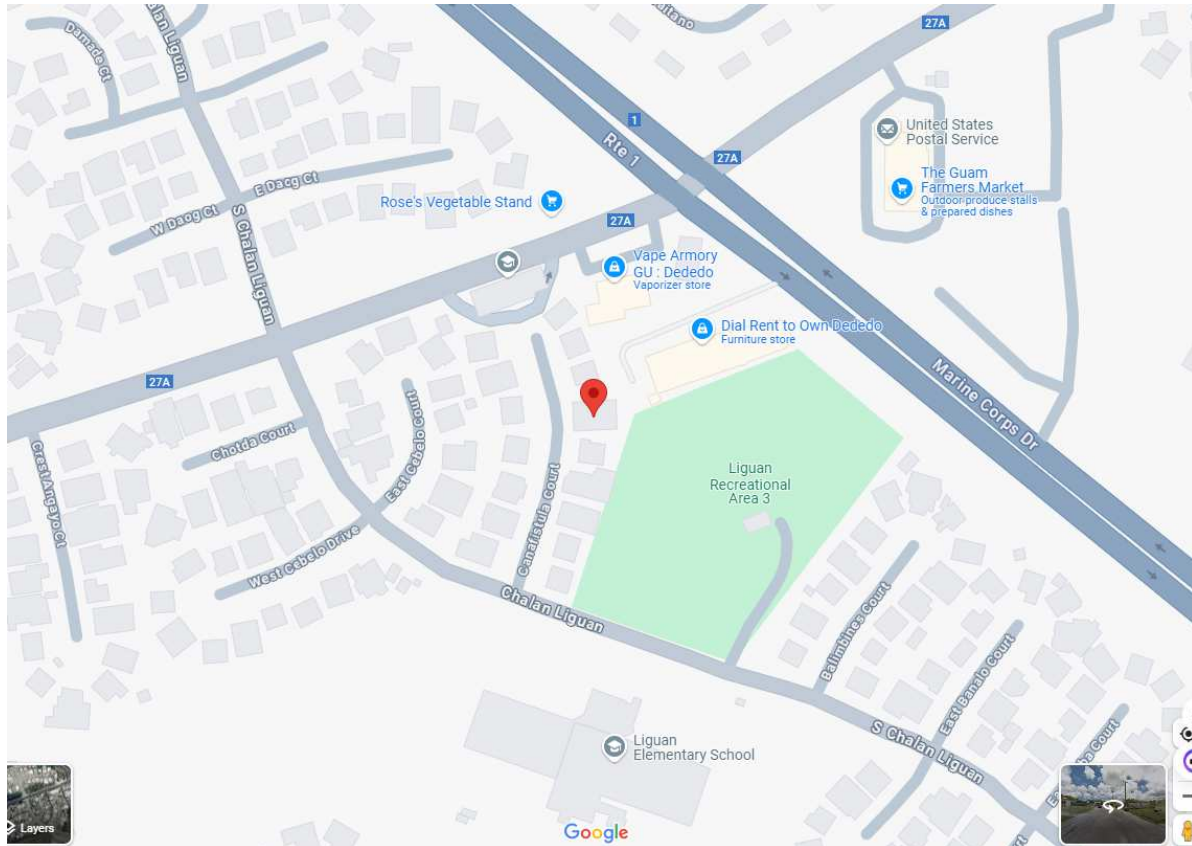 Damade Ct
S Chalan Liguan
27A
1
Rte 1
27A
United States
Postal Service
The Guam
Farmers Market
Outdoor produce stalls
& prepared dishes
E Dacg Ct
Rose's Vegetable Stand
27A
W Daog Ct
S Chalan Liguan
Vape Armory
GU : Dededo
Vaporizer store
Dial Rent to Own Dededo
Furniture store
Marine Corps Dr
27A
Chotda Court
East Cebelo Court
Crest Angayo Ct
Canafistula Court
Liguan
Recreational
Area 3
West Cebelo Drive
Chalan Liguan
Balimbines Court
East Banalo Court
S Chalan Liguan
Liguan
Elementary School
Layers
Google